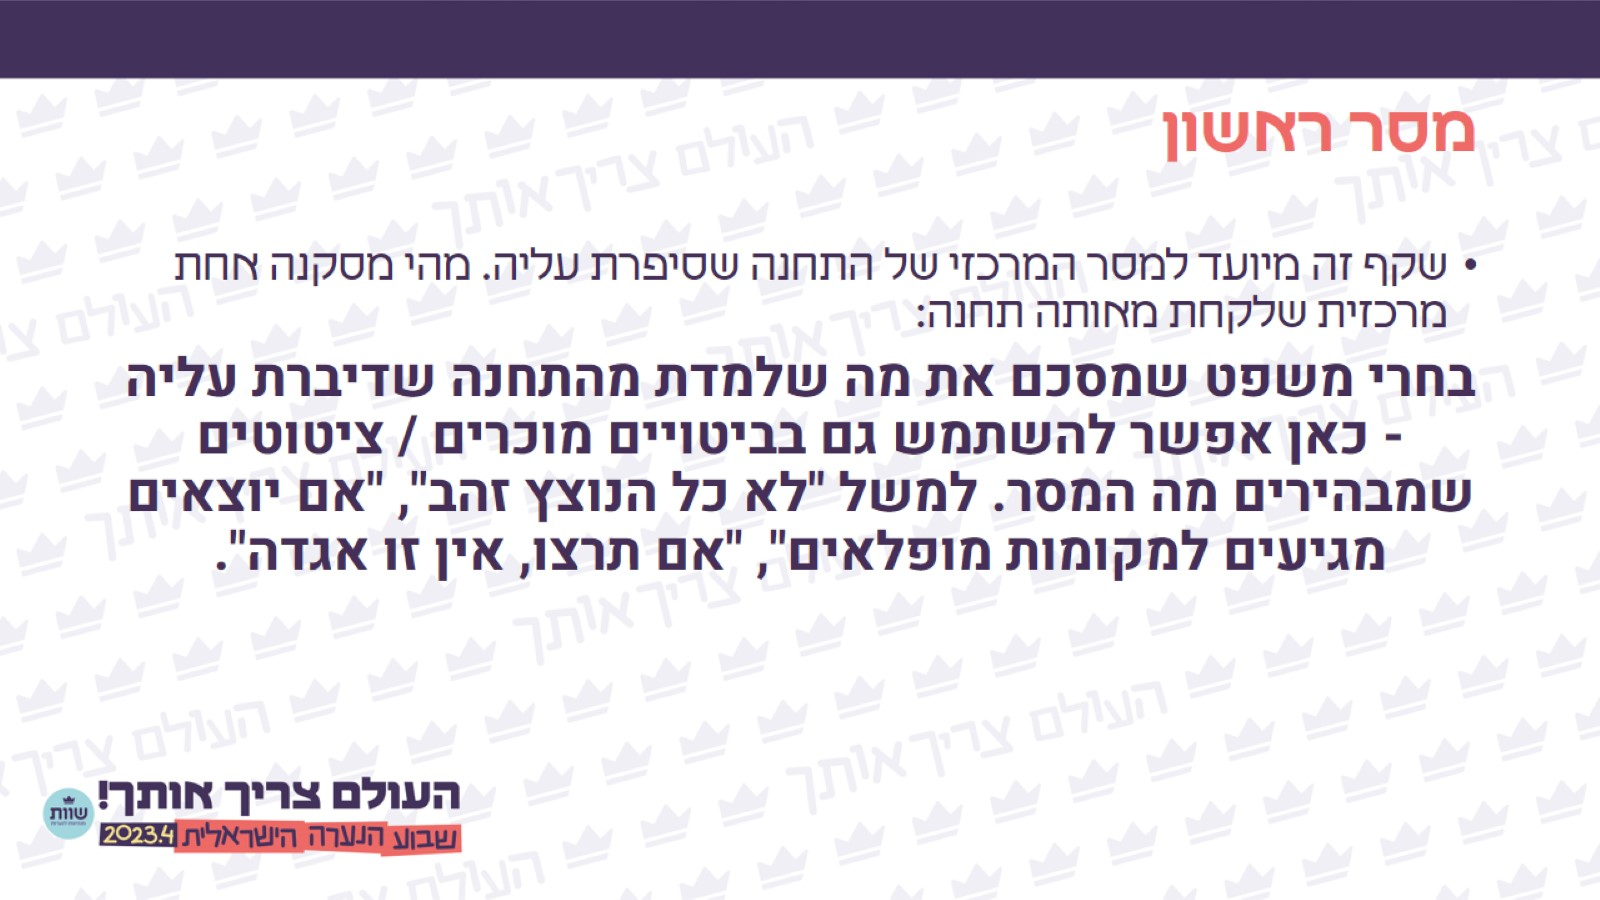 מסר ראשון
• שקף זה מיועד למסר המרכזי של התחנה שסיפרת עליה. מהי מסקנה אחת
מרכזית שלקחת מאותה תחנה:
בחרי משפט שמסכם את מה שלמדת מהתחנה שדיברת עליה
- כאן אפשר להשתמש גם בביטויים מוכרים / ציטוטים
שמבהירים מה המסר. למשל "לא כל הנוצץ זהב", "אם יוצאים
מגיעים למקומות מופלאים", "אם תרצו, אין זו אגדה".
העולם צריך אותך!
שבוע הנערה הישראלית 2023.4
שוות